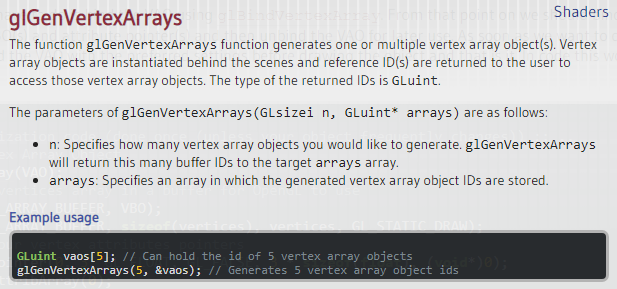 glGenVertexArrays
Shaders
The function glGenVertexArrays function generates one or multiple vertex array object(s). Vertex
array objects are instantiated behind the scenes and reference ID(s) are returned to the user to
access those vertex array objects. The type of the returned IDs is GLuint.
The parameters of glGenVertexArrays(GLsizei n, GLuint* arrays) are as follows:
• n: Specifies how many vertex array objects you would like to generate. glGenVertexArrays
will return this many buffer IDs to the target arrays array.
• arrays: Specifies an array in which the generated vertex array object IDs are stored.
Example usage
GLuint vaos[5]; // Can hold the id of 5 vertex array objects
glGenVertexArrays(5, &vaos); // Generates 5 vertex array object ids